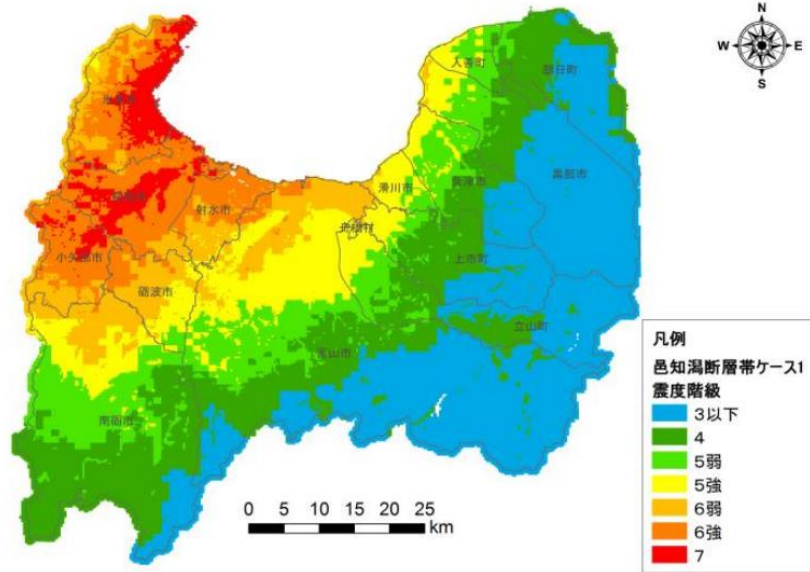 N
W E
S
入善町
朝日町
氷見市
黒部市
高岡市
魚津市
滑川市
射水市
舟橋村
小矢部市
上市町
砺波市
立山町
富山市
南砺市
凡例
邑知潟断層帯ケース1
震度階級
3以下
4
5弱
5強
6弱
6強
7
0 5 10 15 20 25
km